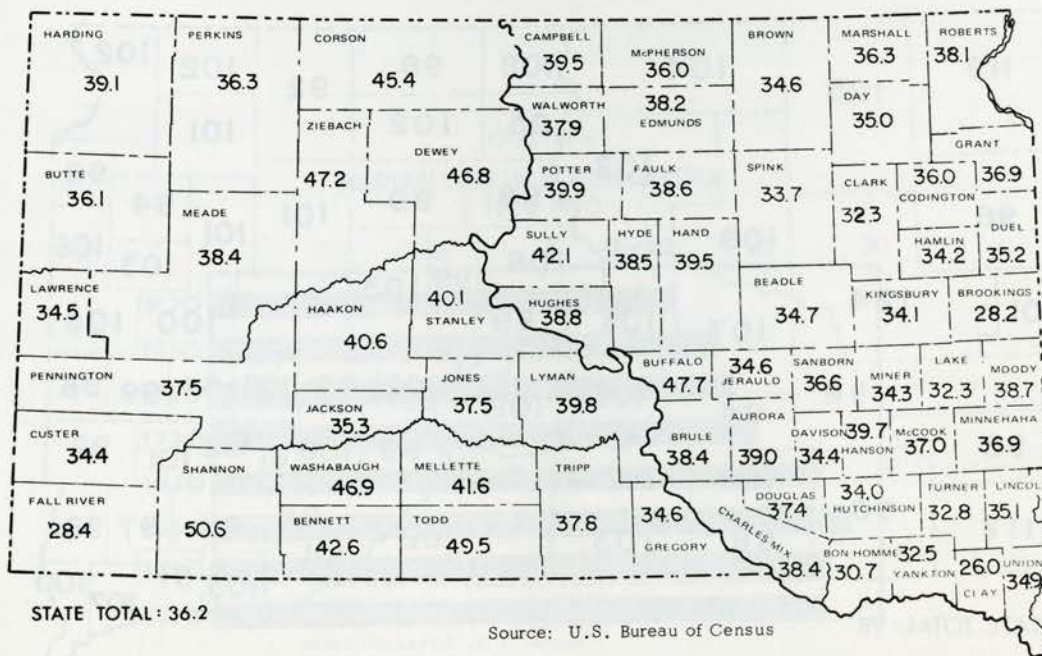 HARDING
39.1
PERKINS
36.3
CORSON
45.4
CAMPBELL
39.5
McPHERSON
36.0
BROWN
34.6
MARSHALL
36.3
ROBERTS
38.1
WALWORTH
37.9
38.2
EDMUNDS
DAY
35.0
GRANT
36.9
ZIEBACH
47.2
DEWEY
46.8
BUTTE
36.1
MEADE
38.4
POTTER
39.9
FAULK
38.6
SPINK
33.7
CLARK
32.3
36.0
CODINGTON
HAMLIN
34.2
DUEL
35.2
SULLY
42.1
HYDE
38.5
HAND
39.5
LAWRENCE
34.5
HAAKON
40.6
40.1
STANLEY
HUGHES
38.8
BEADLE
34.7
KINGSBURY
34.1
BROOKINGS
28.2
PENNINGTON
37.5
JACKSON
35.3
JONES
37.5
LYMAN
39.8
BUFFALO
47.7
34.6
JERAULD
SANBORN
36.6
MINER
34.3
LAKE
32.3
MOODY
38.7
CUSTER
34.4
BRULE
38.4
AURORA
39.0
DAVISON
34.4
39.7
HANSON
McCOOK
37.0
MINNEHAHA
36.9
SHANNON
50.6
WASHABAUGH
46.9
MELLETTE
41.6
TRIPP
37.8
FALL RIVER
28.4
BENNETT
42.6
TODD
49.5
34.6
GREGORY
DOUGLAS
37.4
CHARLES MIX
38.4
34.0
HUTCHINSON
TURNER
32.8
LINCOL
35.1
BON HOMME
30.7
32.5
YANKTON
26.0
CLAY
UNION
34.9
STATE TOTAL: 36.2
Source: U.S. Bureau of Census